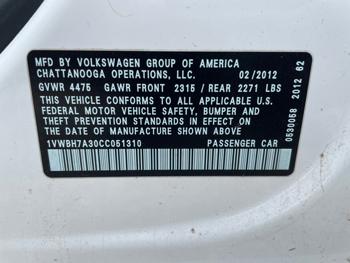 MFD BY VOLKSWAGEN GROUP OF AMERICA
CHATTANOOGA OPERATIONS, LLC. 02/2012
GVWR 4475 GAWR FRONT 2315 / REAR 2271 LBS
THIS VEHICLE CONFORMS TO ALL APPLICABLE U.S.
FEDERAL MOTOR VEHICLE SAFETY, BUMPER AND
THEFT PREVENTION STANDARDS IN EFFECT ON
THE DATE OF MANUFACTURE SHOWN ABOVE.
1VWBH7A30CC051310 PASSENGER CAR
0530058 2012 62